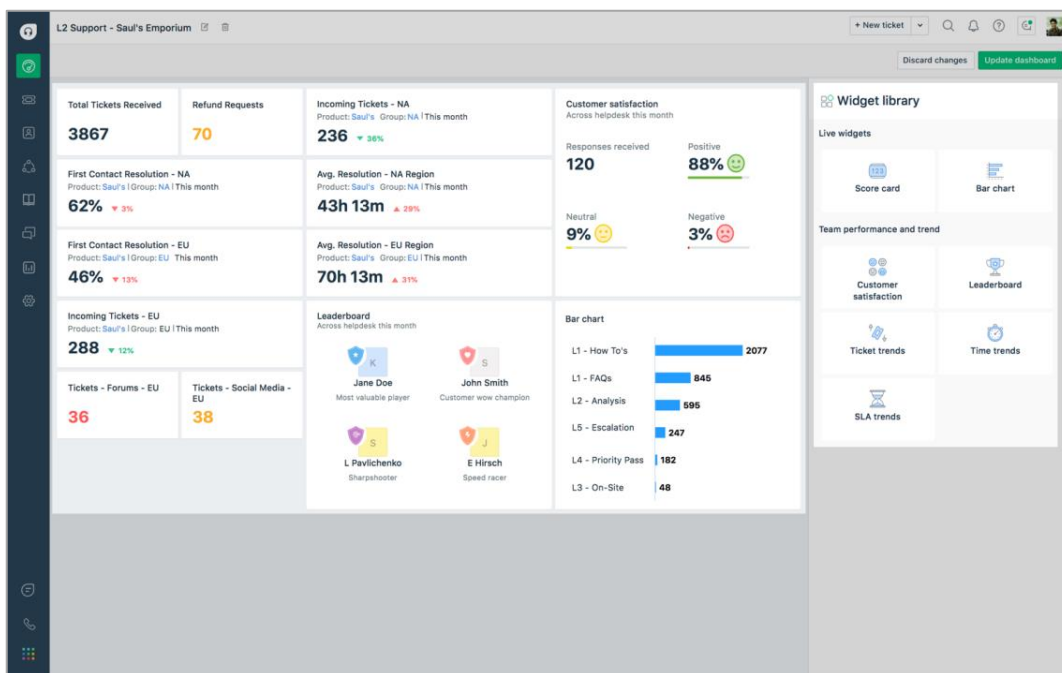 L2 Support - Saul's Emporium
+ New ticket
Discard changes
Update dashboard
Total Tickets Received
3867
Refund Requests
70
Incoming Tickets - NA
Product: Saul's Group: NA | This month
236 ▼ 36%
Customer satisfaction
Across helpdesk this month
Responses received
120
Positive
88%
Neutral
9%
Negative
3%
First Contact Resolution - NA
Product: Saul's | Group: NA | This month
62% ▼ 3%
Avg. Resolution - NA Region
Product: Saul's Group: NA | This month
43h 13m ▲ 29%
First Contact Resolution - EU
Product: Saul's | Group: EU This month
46% ▼ 13%
Avg. Resolution - EU Region
Product: Saul's Group: EU | This month
70h 13m ▲ 31%
Incoming Tickets - EU
Product: Saul's | Group: EU | This month
288 ▼ 12%
Tickets - Forums - EU
36
Tickets - Social Media -
EU
38
Leaderboard
Across helpdesk this month
K
Jane Doe
Most valuable player
S
John Smith
Customer wow champion
S
L Pavlichenko
Sharpshooter
J
E Hirsch
Speed racer
Bar chart
L1 - How To's 2077
L1 - FAQs 845
L2 - Analysis 595
L5 - Escalation 247
L4 - Priority Pass 182
L3 - On-Site 48
Widget library
Live widgets
123
Score card
Bar chart
Team performance and trend
Customer
satisfaction
Leaderboard
Ticket trends
Time trends
SLA trends